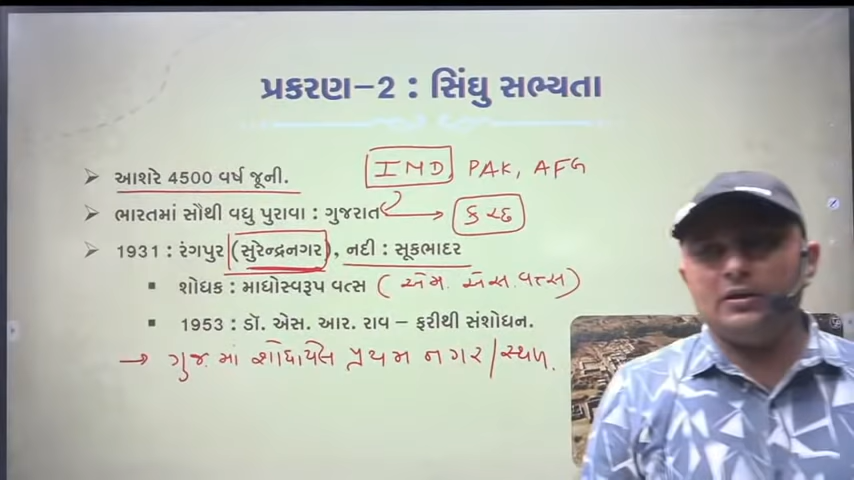 પ્રકરણ-2 : સિંધુ સભ્યતા
➢ આશરે 4500 વર્ષ જૂની. IND, PAK, AFG
➢ ભારતમાં સૌથી વધુ પુરાવા : ગુજરાત → કચ્છ
➢ 1931 : રંગપુર (સુરેન્દ્રનગર), નદી : સૂકભાદર
▪ શોધક : માધોસ્વરૂપ વત્સ (એમ. એસ. વત્સ)
▪ 1953 : ડૉ. એસ. આર. રાવ – ફરીથી સંશોધન.
→ ગુજ. માં શોધાયેલ પ્રથમ નગર/સ્થળ.